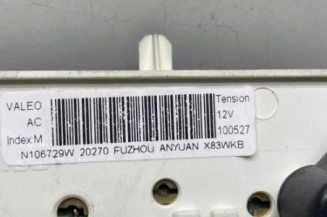 VALEO Tension
AC 12V
Index M 100527
N106729W 20270 FUZHOU ANYUAN X83WKB